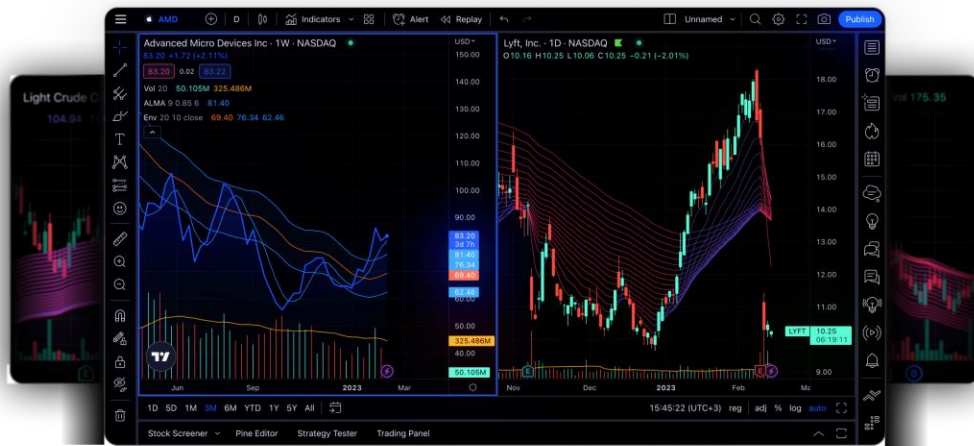 AMD
D
Indicators
Alert
Replay
Unnamed
Publish
Advanced Micro Devices Inc · 1W · NASDAQ
83.20 +1.72 (+2.11%)
83.20 0.02 83.22
Vol 20 50.105M 325.486M
ALMA 9 0.85 6 81.40
Env 20 10 close 69.40 76.34 62.46
USD
150.00
130.00
120.00
110.00
100.00
90.00
83.20
3d 7h
81.40
76.34
69.40
62.46
60.00
50.00
325.486M
40.00
50.105M
Jun Sep 2023 Mar
Lyft, Inc. · 1D · NASDAQ
O10.16 H10.25 L10.06 C10.25 −0.21 (−2.01%)
USD
18.00
16.00
15.00
14.00
13.00
12.00
11.00
LYFT 10.25
06:19:11
9.00
Nov Dec 2023 Feb
E E
1D 5D 1M 3M 6M YTD 1Y 5Y All
15:45:22 (UTC+3) reg adj % log auto
Stock Screener Pine Editor Strategy Tester Trading Panel
Light Crude
104.94
E
Vol 175.35
D